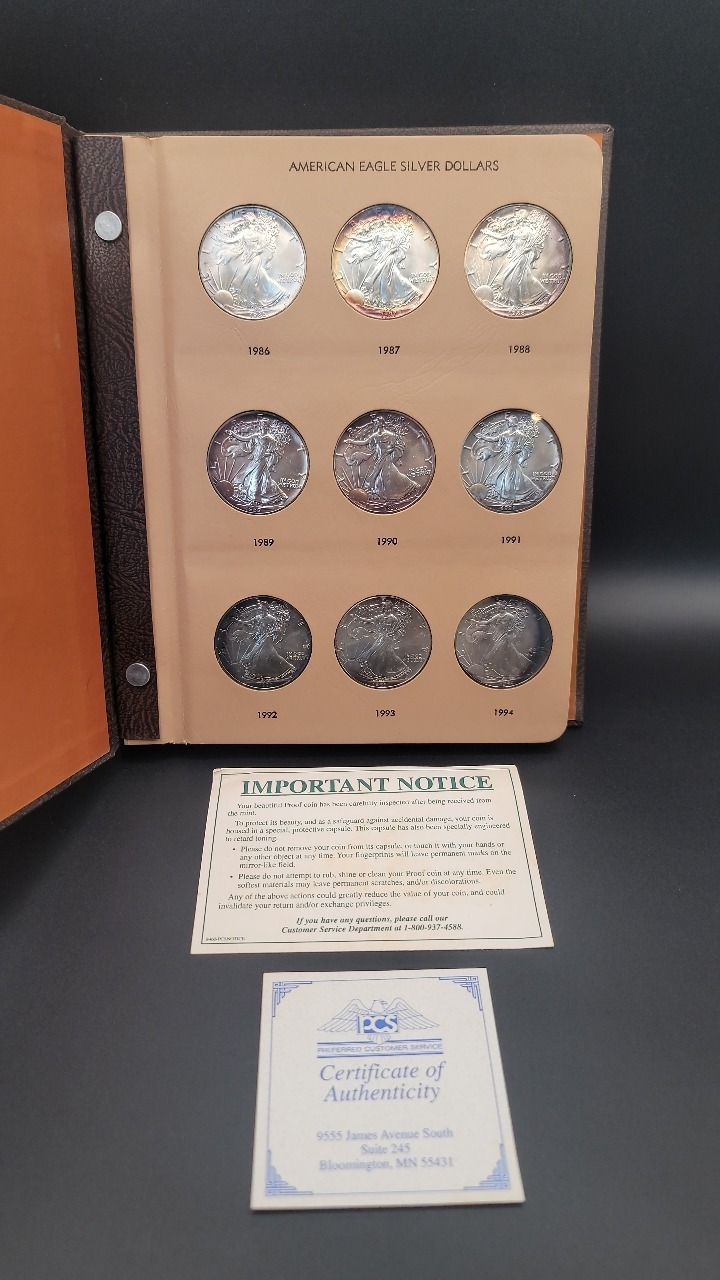 AMERICAN EAGLE SILVER DOLLARS
1986 1987 1988
1989 1990 1991
1992 1993 1994
IMPORTANT NOTICE
Your beautiful Proof coin has been carefully inspected after being received from
the mint.
To protect its beauty, and as a safeguard against accidental damage, your coin is
housed in a special, protective capsule. This capsule has also been specially engineered
to retard toning.
• Please do not remove your coin from its capsule, or touch it with your hands or
any other object at any time. Your fingerprints will leave permanent marks on the
mirror-like field.
• Please do not attempt to rub, shine or clean your Proof coin at any time. Even the
softest materials may leave permanent scratches, and/or discolorations.
Any of the above actions could greatly reduce the value of your coin, and could
invalidate your return and/or exchange privileges.
If you have any questions, please call our
Customer Service Department at 1-800-937-4588.
PCS
PREFERRED CUSTOMER SERVICE
Certificate of
Authenticity
9555 James Avenue South
Suite 245
Bloomington, MN 55431